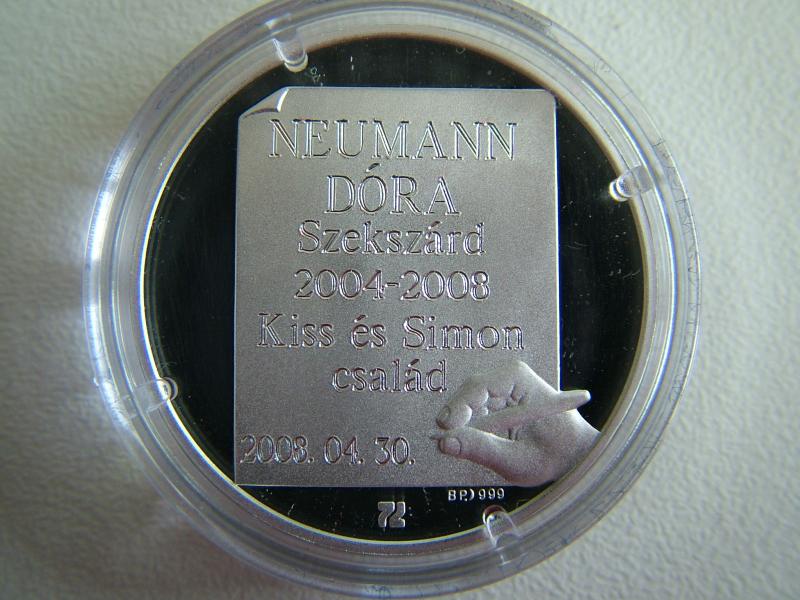 NEUMANN
DÓRA
Szekszárd
2004-2008
Kiss és Simon
család
2008. 04. 30.
BP.) 999